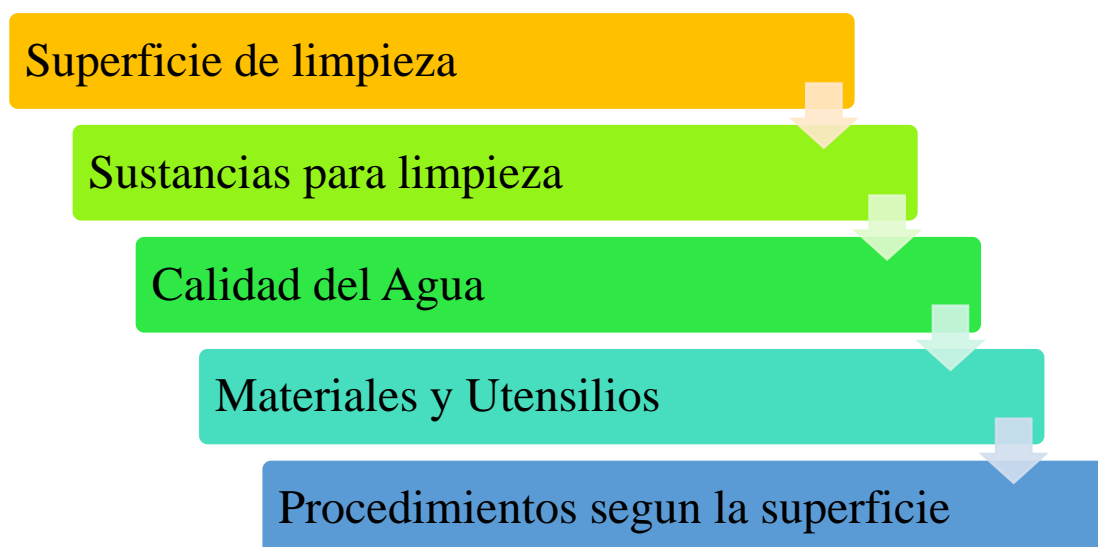 Superficie de limpieza
Sustancias para limpieza
Calidad del Agua
Materiales y Utensilios
Procedimientos segun la superficie